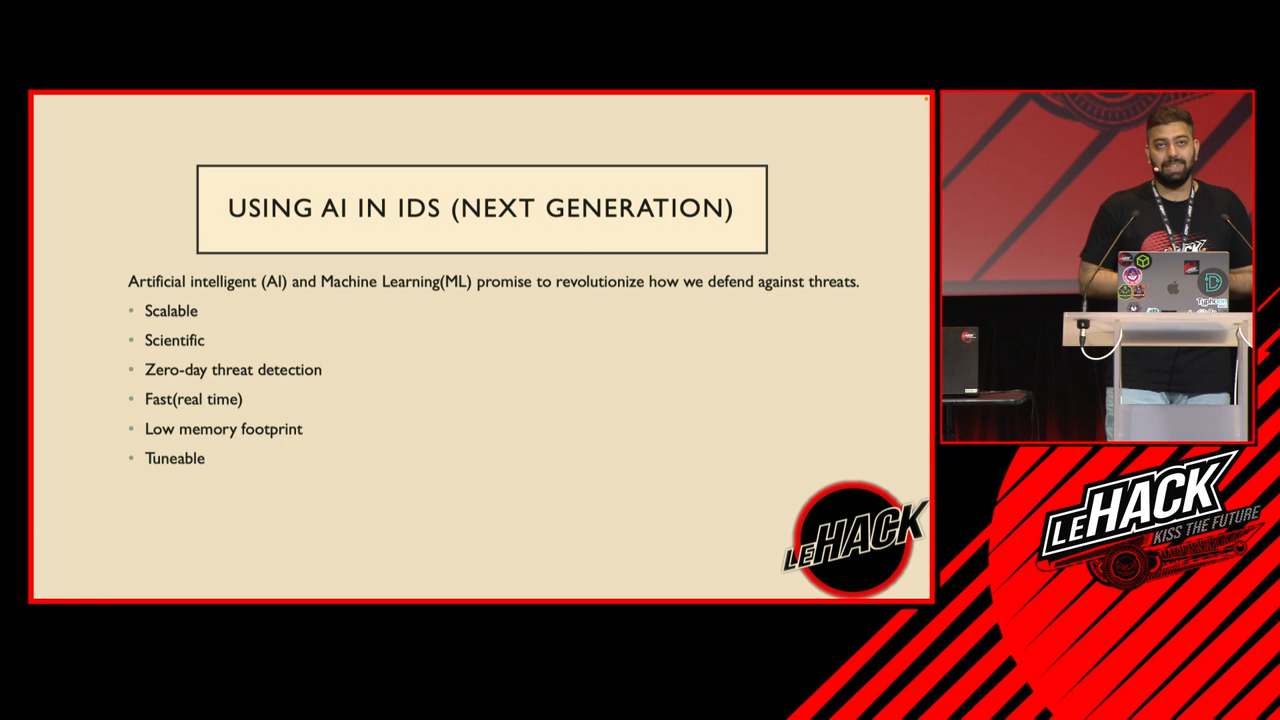 USING AI IN IDS (NEXT GENERATION)
Artificial intelligent (AI) and Machine Learning(ML) promise to revolutionize how we defend against threats.
• Scalable
• Scientific
• Zero-day threat detection
• Fast(real time)
• Low memory footprint
• Tuneable
LEHACK
LEHACK
KISS THE FUTURE
Typhoon